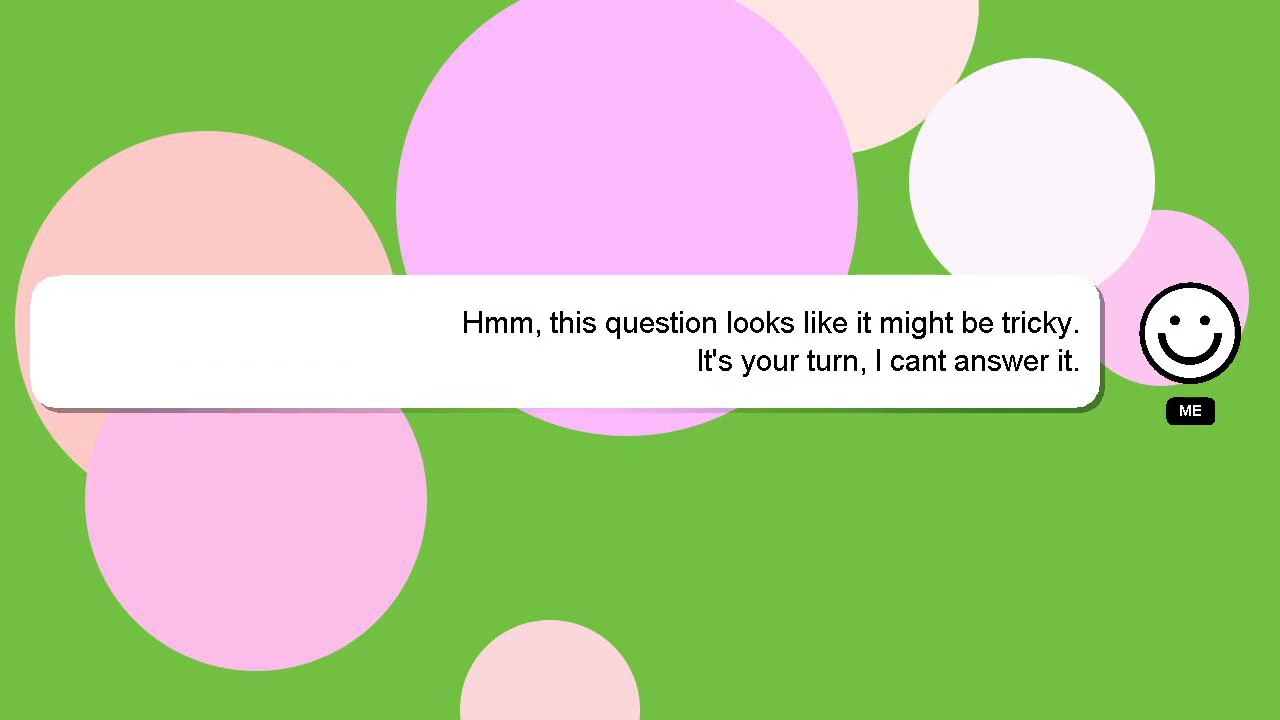 Hmm, this question looks like it might be tricky.
It's your turn, I cant answer it.
ME